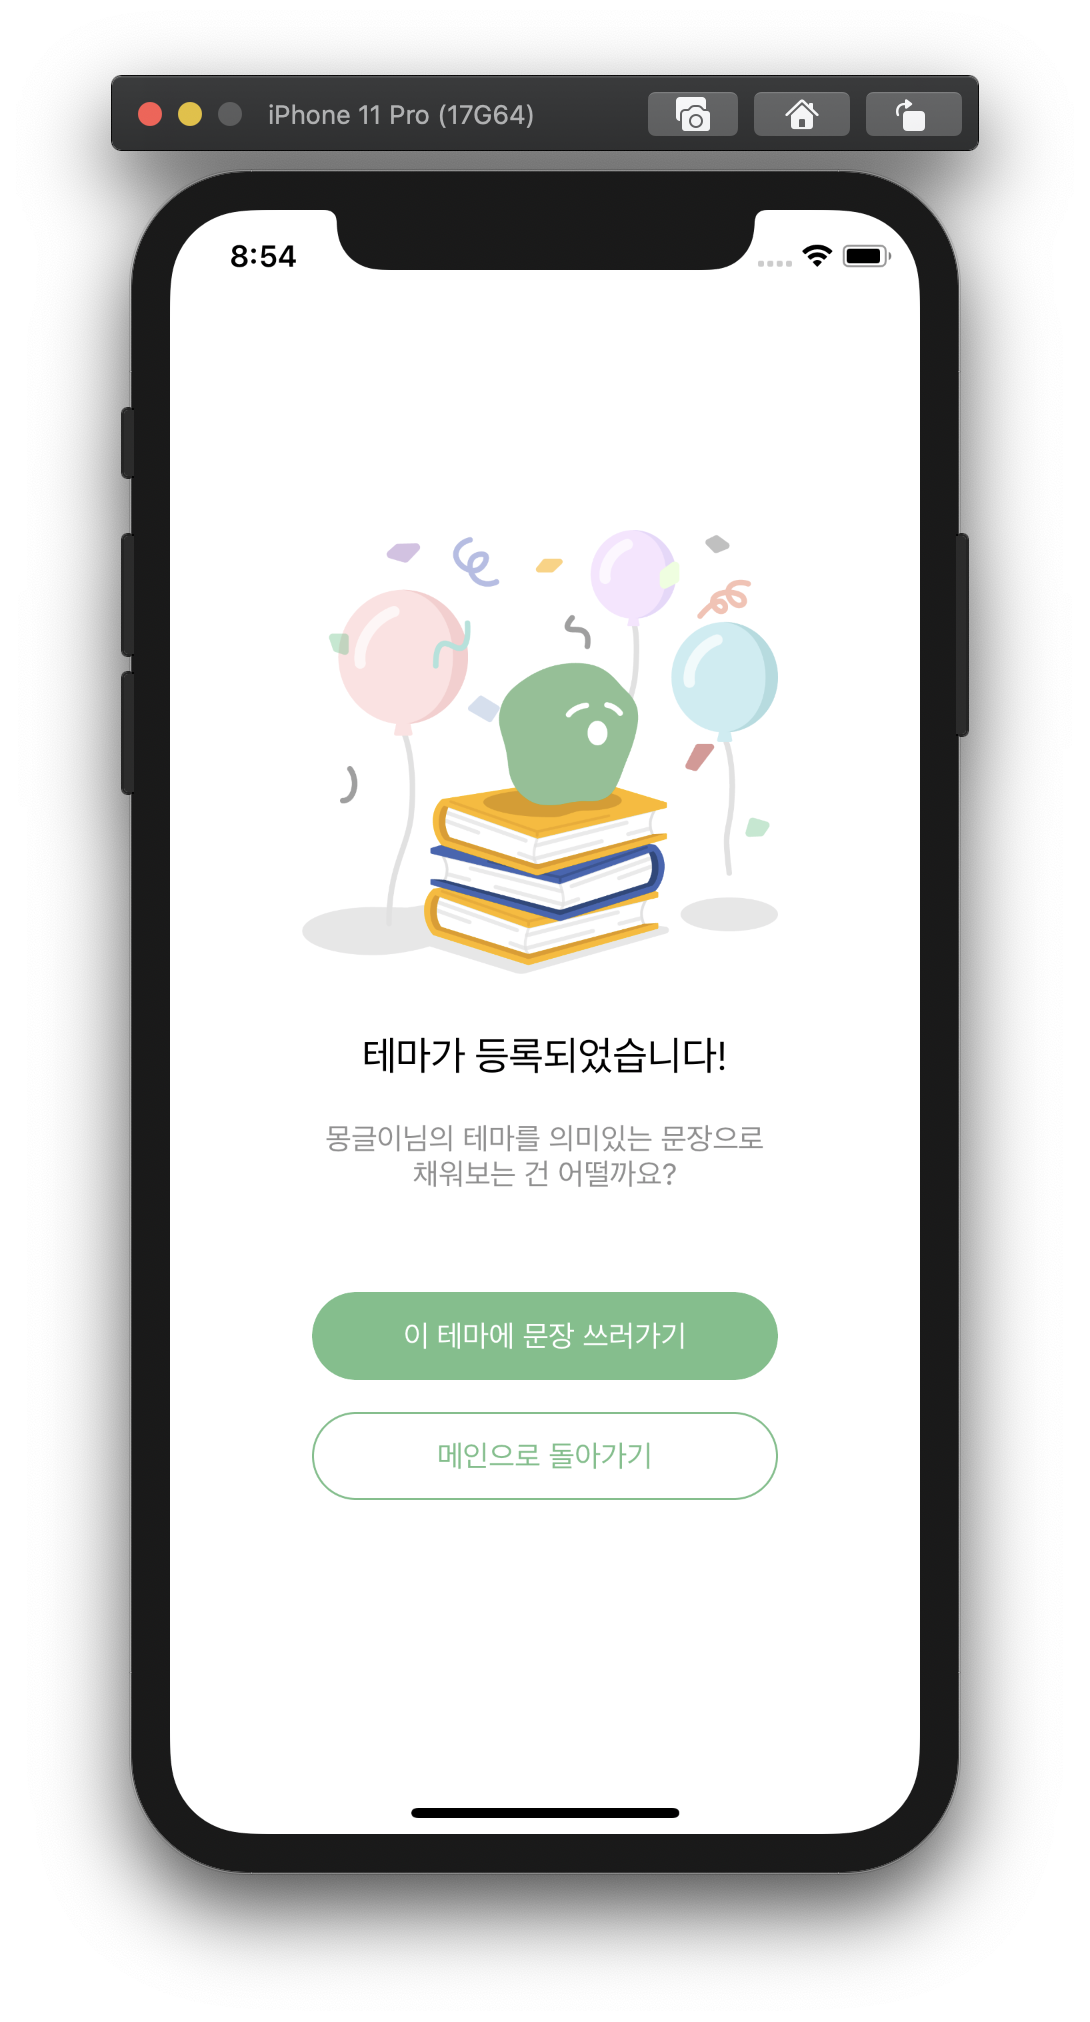 iPhone 11 Pro (17G64)
8:54
테마가 등록되었습니다!
몽글이님의 테마를 의미있는 문장으로
채워보는 건 어떨까요?
이 테마에 문장 쓰러가기
메인으로 돌아가기